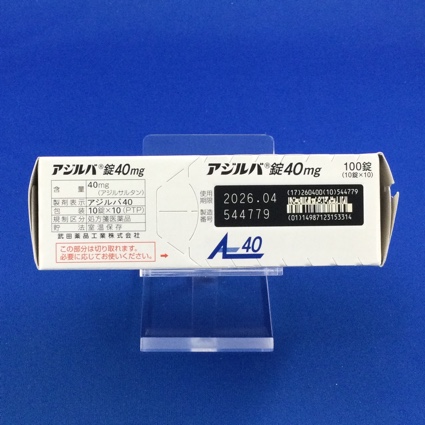 アジルバ®錠40mg
含量 40mg (アジルサルタン)
製剤表示 アジルバ40
包装 10錠×10(PTP)
規制区分 処方箋医薬品
貯法 室温保存
武田薬品工業株式会社
この部分は切り取れます。
必要に応じてお使いください。
アジルバ®錠40mg
100錠
(10錠×10)
使用期限 2026.04
製造番号 544779
(17)260400(10)544779
(01)14987123153314
40